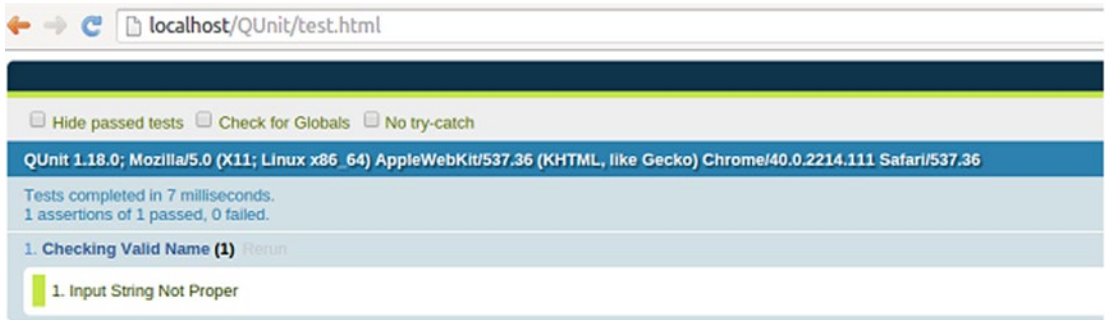 localhost/QUnit/test.html
Hide passed tests Check for Globals No try-catch
QUnit 1.18.0; Mozilla/5.0 (X11; Linux x86_64) AppleWebKit/537.36 (KHTML, like Gecko) Chrome/40.0.2214.111 Safari/537.36
Tests completed in 7 milliseconds.
1 assertions of 1 passed, 0 failed.
1. Checking Valid Name (1) Rerun
1. Input String Not Proper